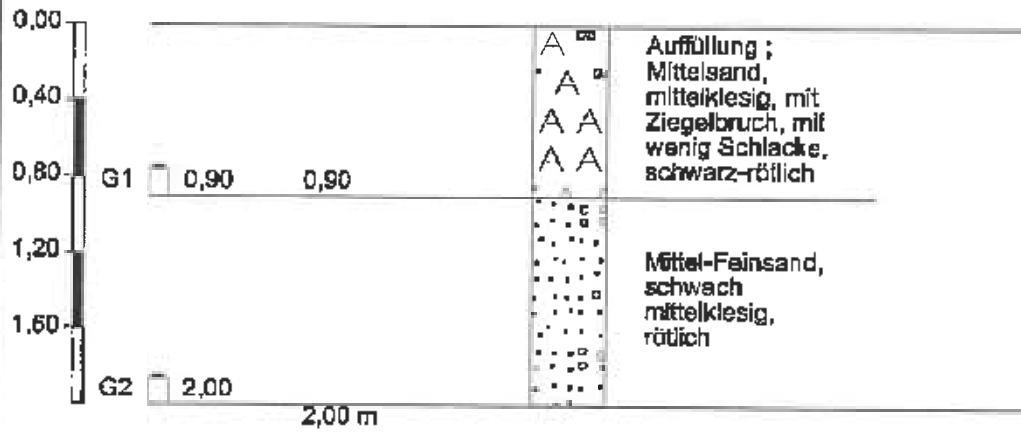 0,00
Auffüllung ;
Mittelsand,
mittelkiesig, mit
0,40
Ziegelbruch, mit
wenig Schlacke,
schwarz-rötlich
A
A
A A
A A
0,80
G1 0,90 0,90
1,20
Mittel-Feinsand,
schwach
mittelkiesig,
rötlich
1,60
G2 2,00
2,00 m